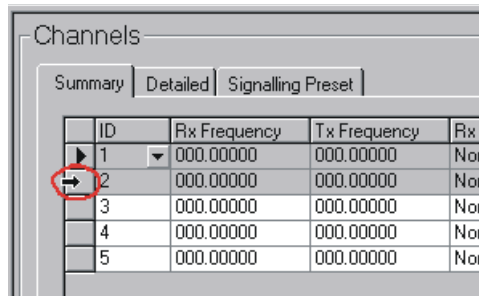 Channels
Summary Detailed Signalling Preset
ID Rx Frequency Tx Frequency Rx
1 000.00000 000.00000
2 000.00000 000.00000
3 000.00000 000.00000
4 000.00000 000.00000
5 000.00000 000.00000